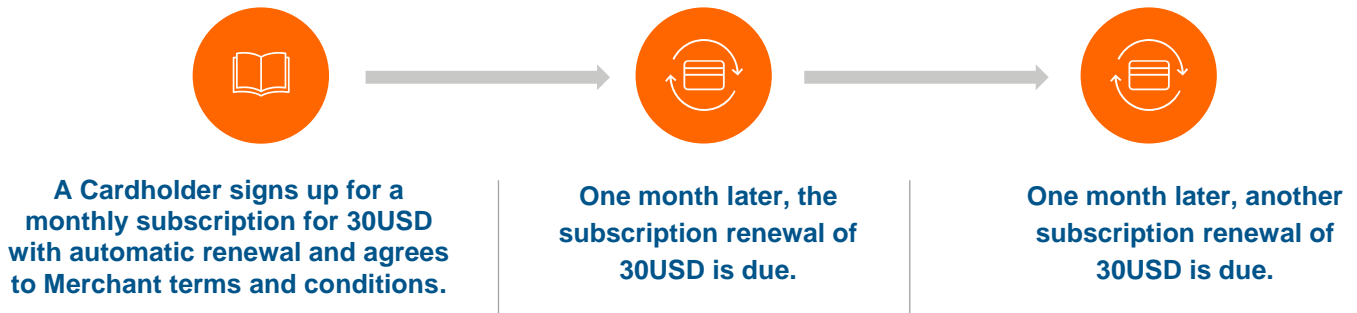 A Cardholder signs up for a
monthly subscription for 30USD
with automatic renewal and agrees
to Merchant terms and conditions.
One month later, the
subscription renewal of
30USD is due.
One month later, another
subscription renewal of
30USD is due.